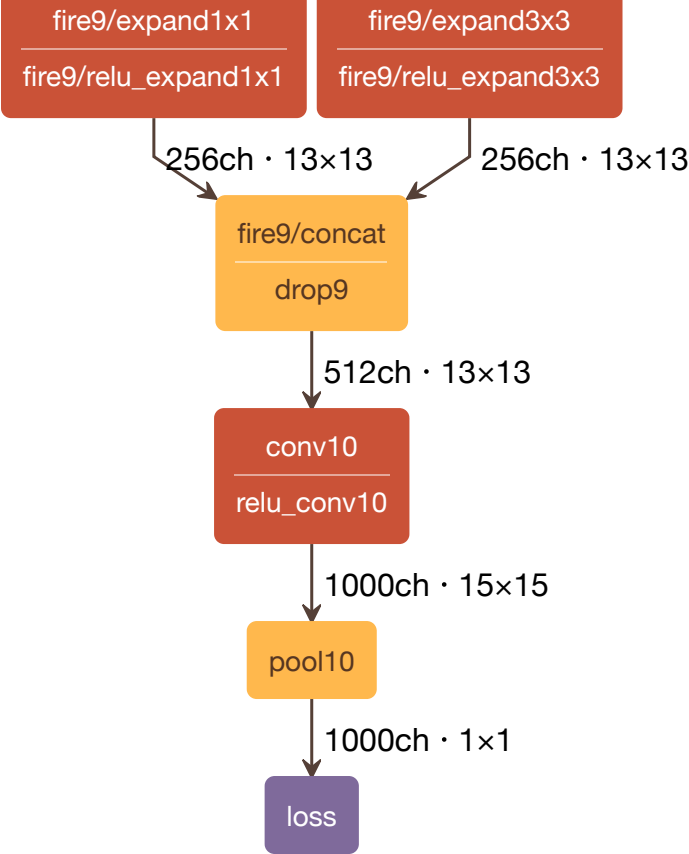 fire9/expand1x1
fire9/relu_expand1x1
fire9/expand3x3
fire9/relu_expand3x3
256ch · 13×13
256ch · 13×13
fire9/concat
drop9
512ch · 13×13
conv10
relu_conv10
1000ch · 15×15
pool10
1000ch · 1×1
loss